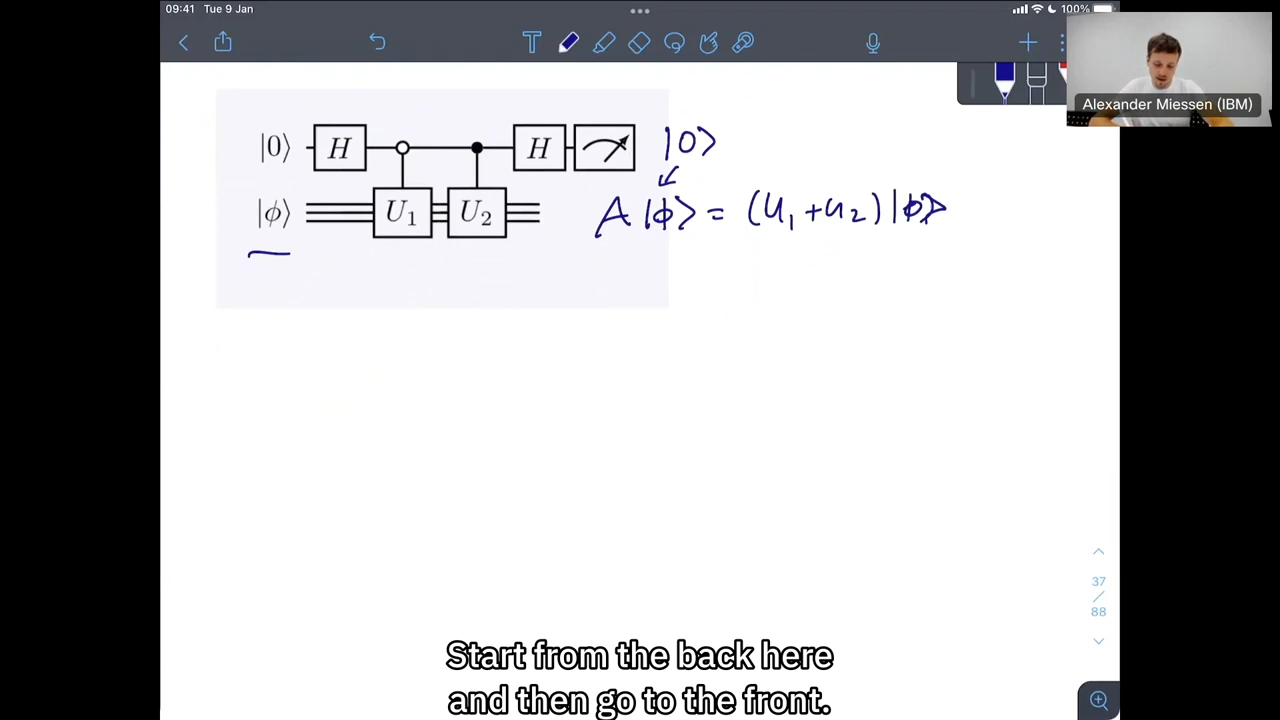 09:41 Tue 9 Jan 100%
T
Alexander Miessen (IBM)
|0⟩ H H |0⟩
|ϕ⟩ U₁ U₂ A|ϕ⟩ = (U₁+U₂)|ϕ⟩
37
/
88
Start from the back here
and then go to the front.